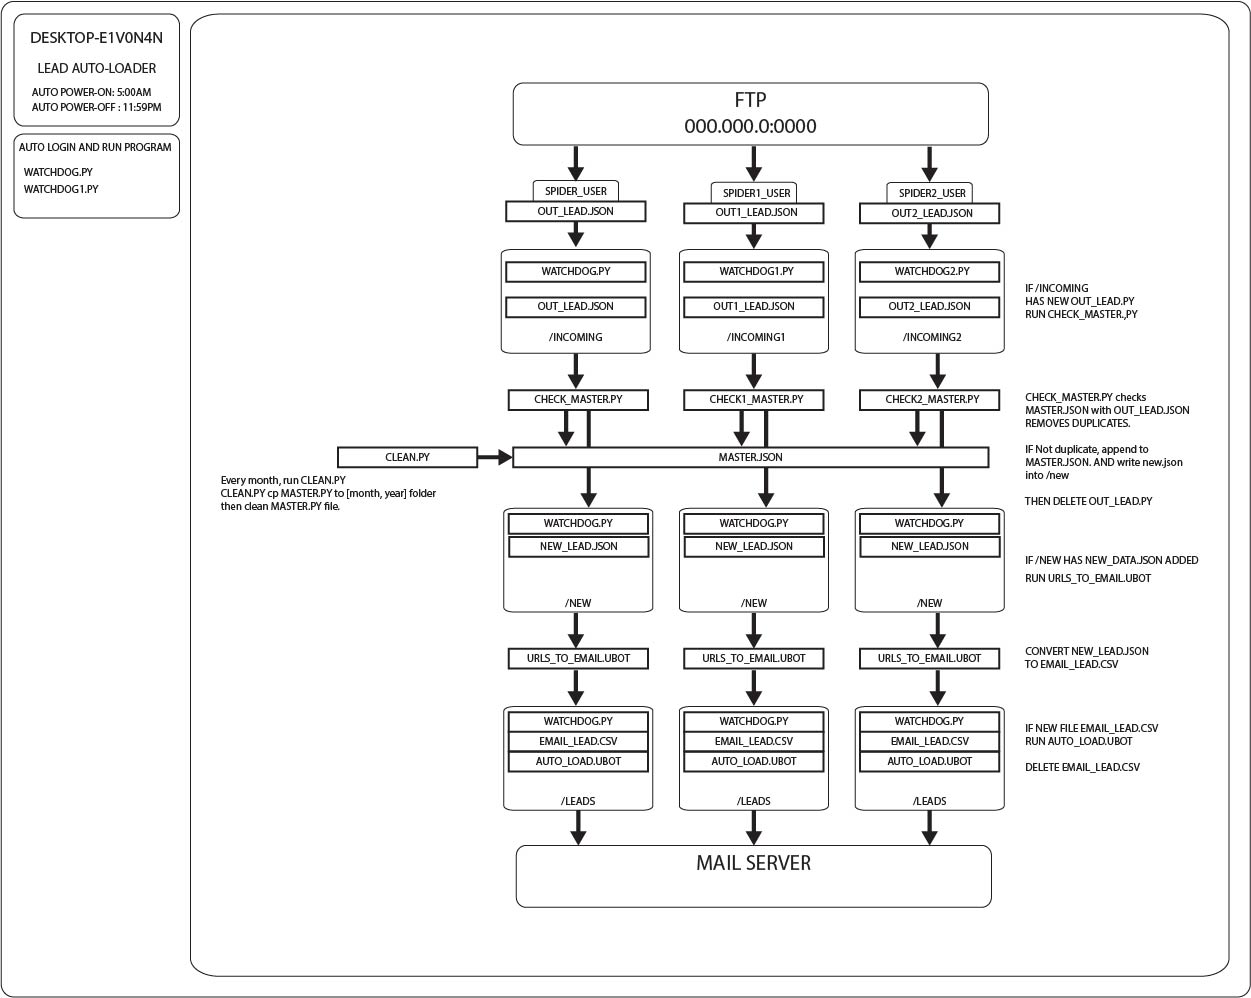 DESKTOP-E1V0N4N
LEAD AUTO-LOADER
AUTO POWER-ON: 5:00AM
AUTO POWER-OFF : 11:59PM
AUTO LOGIN AND RUN PROGRAM
WATCHDOG.PY
WATCHDOG1.PY
FTP
000.000.0:0000
SPIDER_USER
SPIDER1_USER
SPIDER2_USER
OUT_LEAD.JSON
OUT1_LEAD.JSON
OUT2_LEAD.JSON
WATCHDOG.PY
WATCHDOG1.PY
WATCHDOG2.PY
OUT_LEAD.JSON
OUT1_LEAD.JSON
OUT2_LEAD.JSON
/INCOMING
/INCOMING1
/INCOMING2
IF /INCOMING
HAS NEW OUT_LEAD.PY
RUN CHECK_MASTER.,PY
CHECK_MASTER.PY
CHECK1_MASTER.PY
CHECK2_MASTER.PY
CHECK_MASTER.PY checks
MASTER.JSON with OUT_LEAD.JSON
REMOVES DUPLICATES.
IF Not duplicate, append to
MASTER.JSON. AND write new.json
into /new
THEN DELETE OUT_LEAD.PY
CLEAN.PY
MASTER.JSON
Every month, run CLEAN.PY
CLEAN.PY cp MASTER.PY to [month, year] folder
then clean MASTER.PY file.
WATCHDOG.PY
WATCHDOG.PY
WATCHDOG.PY
NEW_LEAD.JSON
NEW_LEAD.JSON
NEW_LEAD.JSON
/NEW
/NEW
/NEW
IF /NEW HAS NEW_DATA.JSON ADDED
RUN URLS_TO_EMAIL.UBOT
URLS_TO_EMAIL.UBOT
URLS_TO_EMAIL.UBOT
URLS_TO_EMAIL.UBOT
CONVERT NEW_LEAD.JSON
TO EMAIL_LEAD.CSV
WATCHDOG.PY
WATCHDOG.PY
WATCHDOG.PY
EMAIL_LEAD.CSV
EMAIL_LEAD.CSV
EMAIL_LEAD.CSV
AUTO_LOAD.UBOT
AUTO_LOAD.UBOT
AUTO_LOAD.UBOT
/LEADS
/LEADS
/LEADS
IF NEW FILE EMAIL_LEAD.CSV
RUN AUTO_LOAD.UBOT
DELETE EMAIL_LEAD.CSV
MAIL SERVER